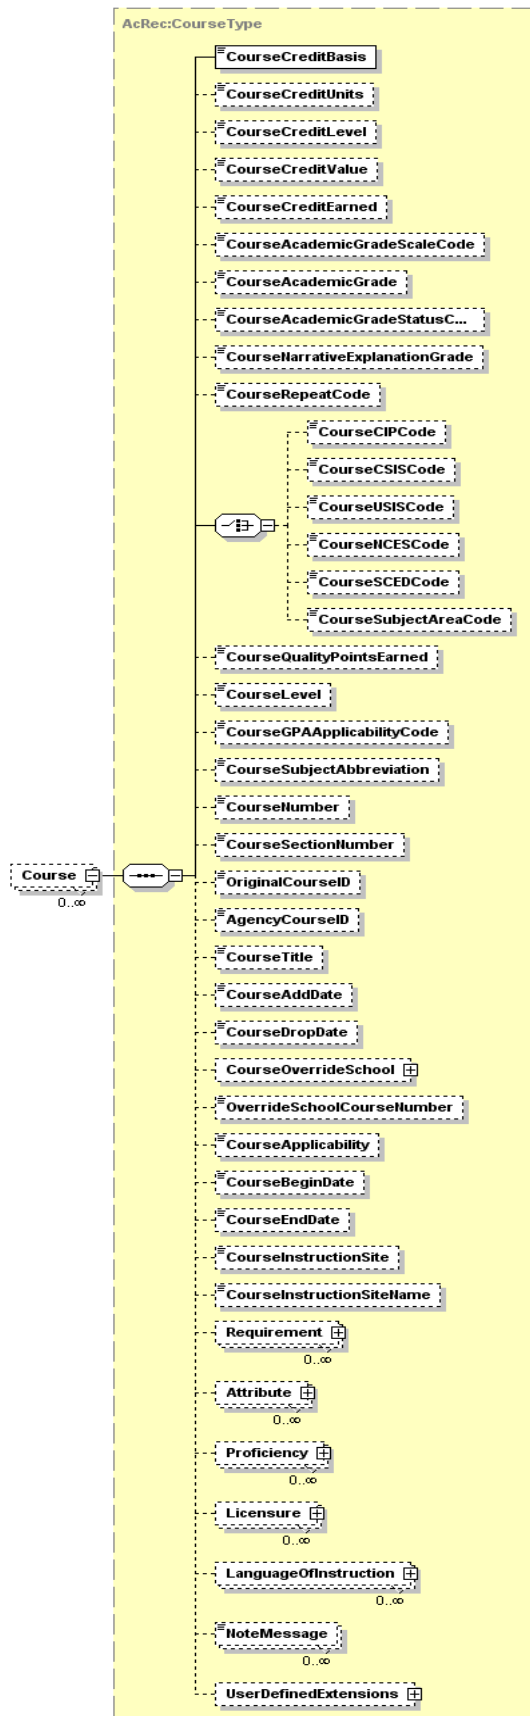 AcRec:CourseType
CourseCreditBasis
CourseCreditUnits
CourseCreditLevel
CourseCreditValue
CourseCreditEarned
CourseAcademicGradeScaleCode
CourseAcademicGrade
CourseAcademicGradeStatusC...
CourseNarrativeExplanationGrade
CourseRepeatCode
CourseCIPCode
CourseCSISCode
CourseUSISCode
CourseNCESCode
CourseSCEDCode
CourseSubjectAreaCode
CourseQualityPointsEarned
CourseLevel
CourseGPAApplicabilityCode
CourseSubjectAbbreviation
CourseNumber
CourseSectionNumber
Course
0..∞
OriginalCourseID
AgencyCourseID
CourseTitle
CourseAddDate
CourseDropDate
CourseOverrideSchool
OverrideSchoolCourseNumber
CourseApplicability
CourseBeginDate
CourseEndDate
CourseInstructionSite
CourseInstructionSiteName
Requirement
0..∞
Attribute
0..∞
Proficiency
0..∞
Licensure
0..∞
LanguageOfInstruction
0..∞
NoteMessage
0..∞
UserDefinedExtensions